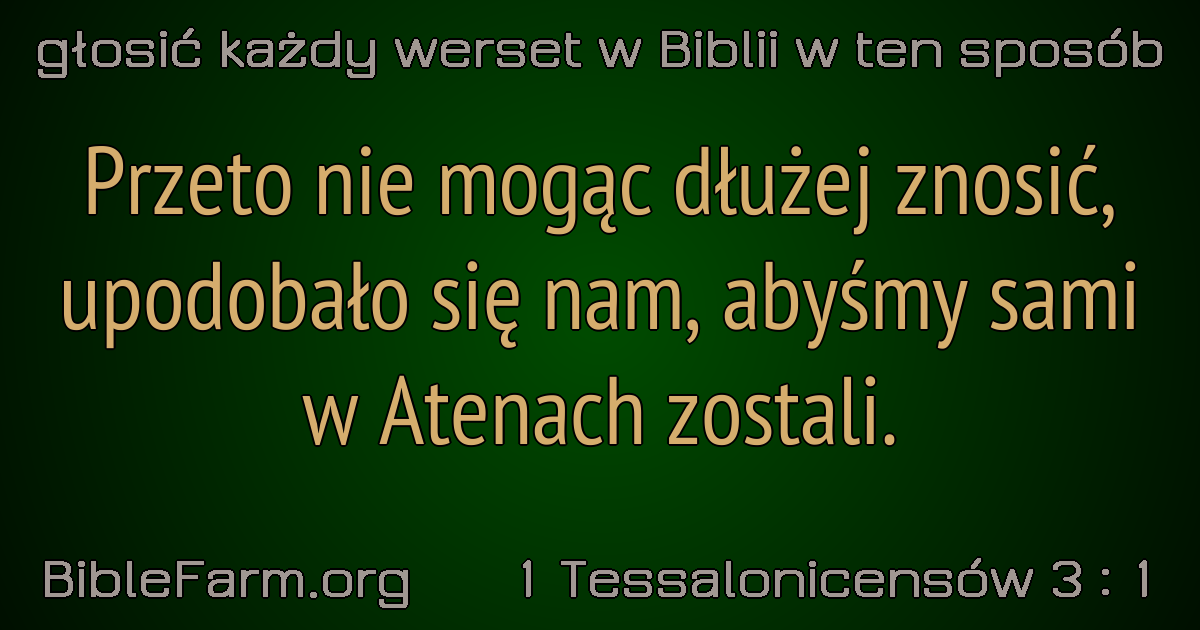 głosić każdy werset w Biblii w ten sposób
Przeto nie mogąc dłużej znosić,
upodobało się nam, abyśmy sami
w Atenach zostali.
BibleFarm.org 1 Tessalonicensów 3 : 1